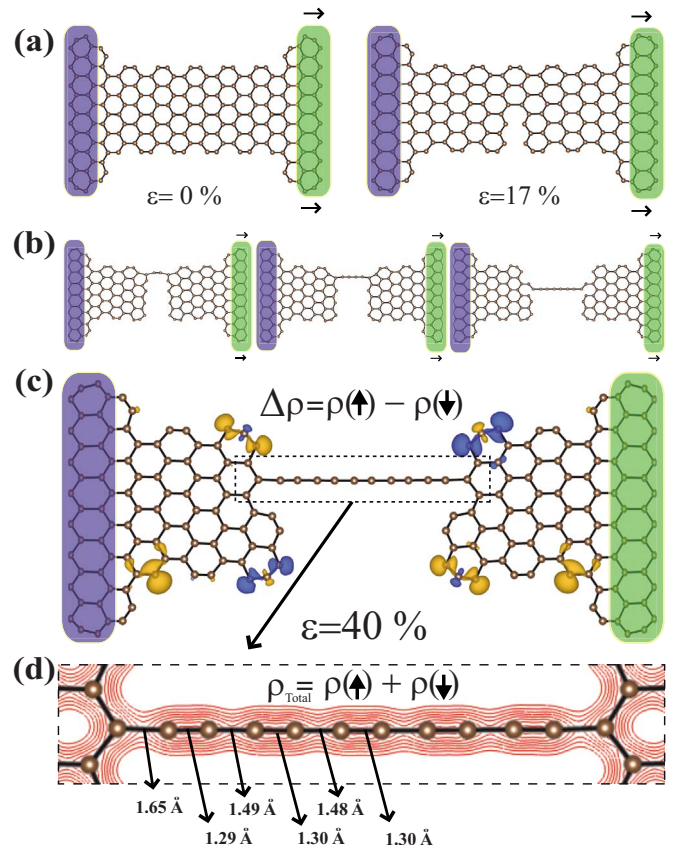 (a)
ε= 0 %
ε=17 %
(b)
(c)
Δρ=ρ(↑) − ρ(↓)
ε=40 %
(d)
ρTotal= ρ(↑) + ρ(↓)
1.65 Å
1.49 Å
1.48 Å
1.29 Å
1.30 Å
1.30 Å